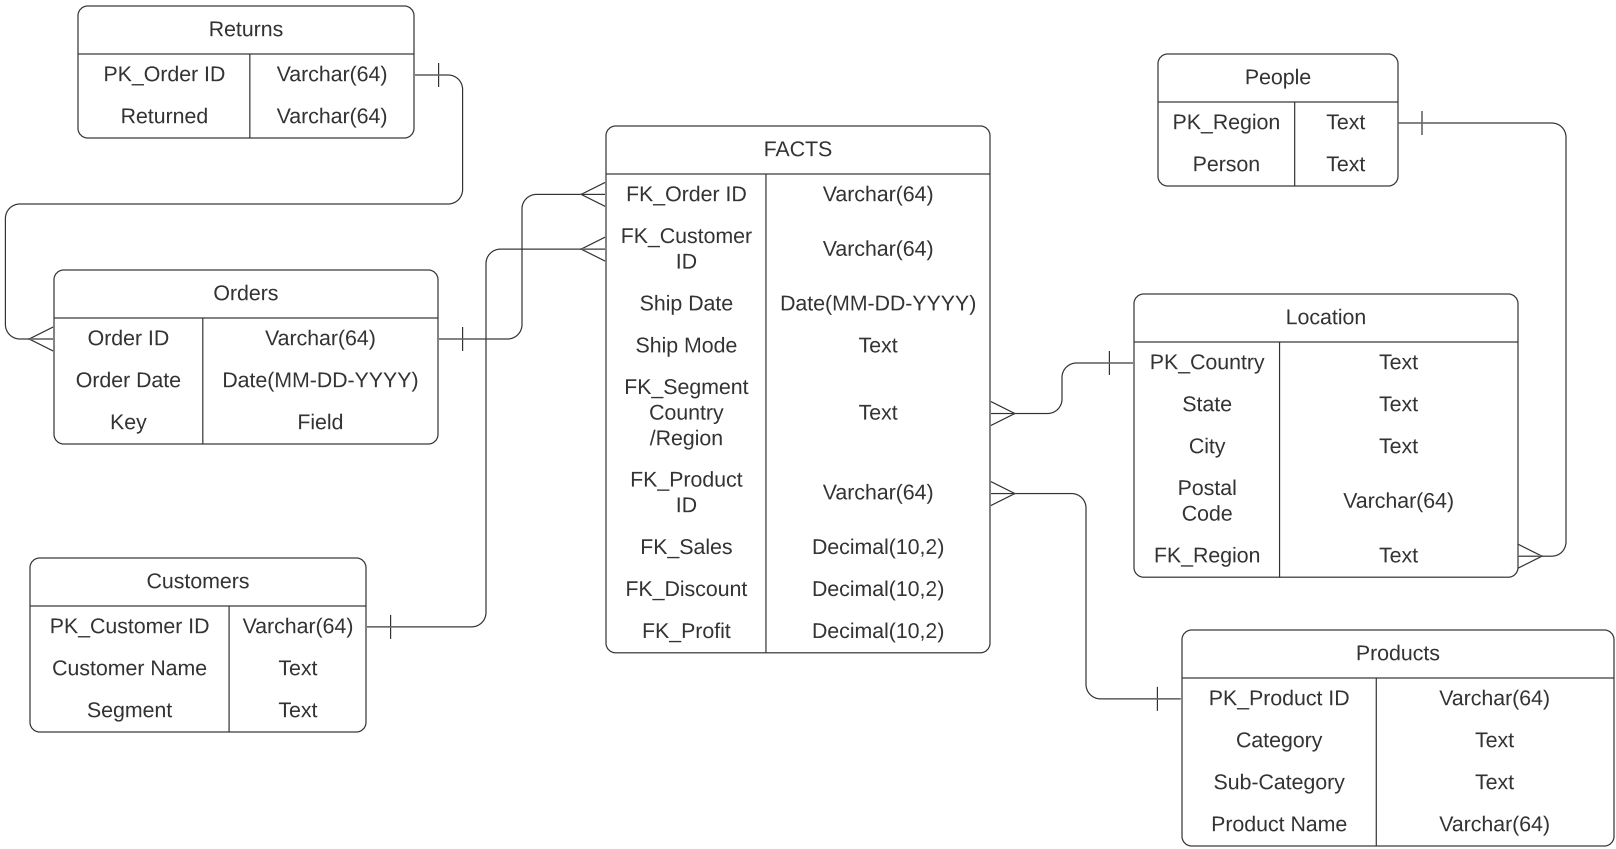 Returns
PK_Order ID Varchar(64)
Returned Varchar(64)
Orders
Order ID Varchar(64)
Order Date Date(MM-DD-YYYY)
Key Field
Customers
PK_Customer ID Varchar(64)
Customer Name Text
Segment Text
FACTS
FK_Order ID Varchar(64)
FK_Customer
ID
Varchar(64)
Ship Date Date(MM-DD-YYYY)
Ship Mode Text
FK_Segment
Country
/Region
Text
FK_Product
ID
Varchar(64)
FK_Sales Decimal(10,2)
FK_Discount Decimal(10,2)
FK_Profit Decimal(10,2)
People
PK_Region Text
Person Text
Location
PK_Country Text
State Text
City Text
Postal
Code
Varchar(64)
FK_Region Text
Products
PK_Product ID Varchar(64)
Category Text
Sub-Category Text
Product Name Varchar(64)